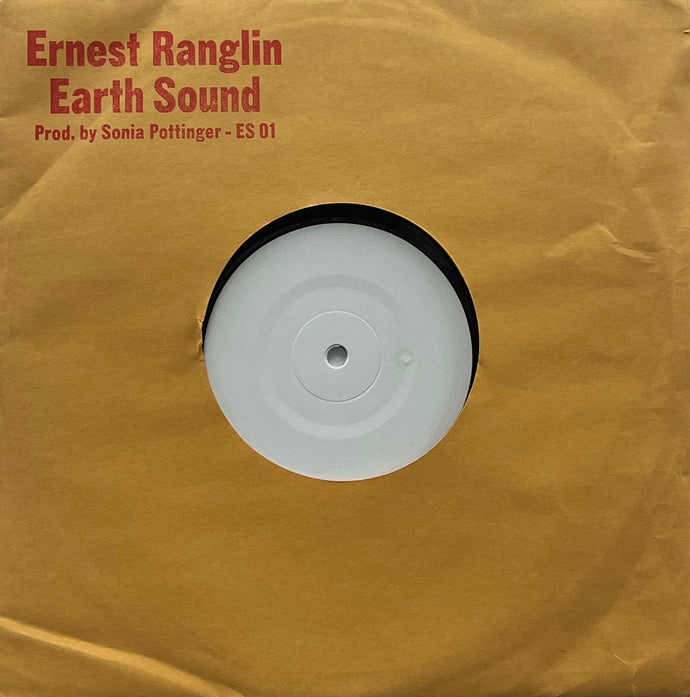 Ernest Ranglin
Earth Sound
Prod. by Sonia Pottinger - ES 01